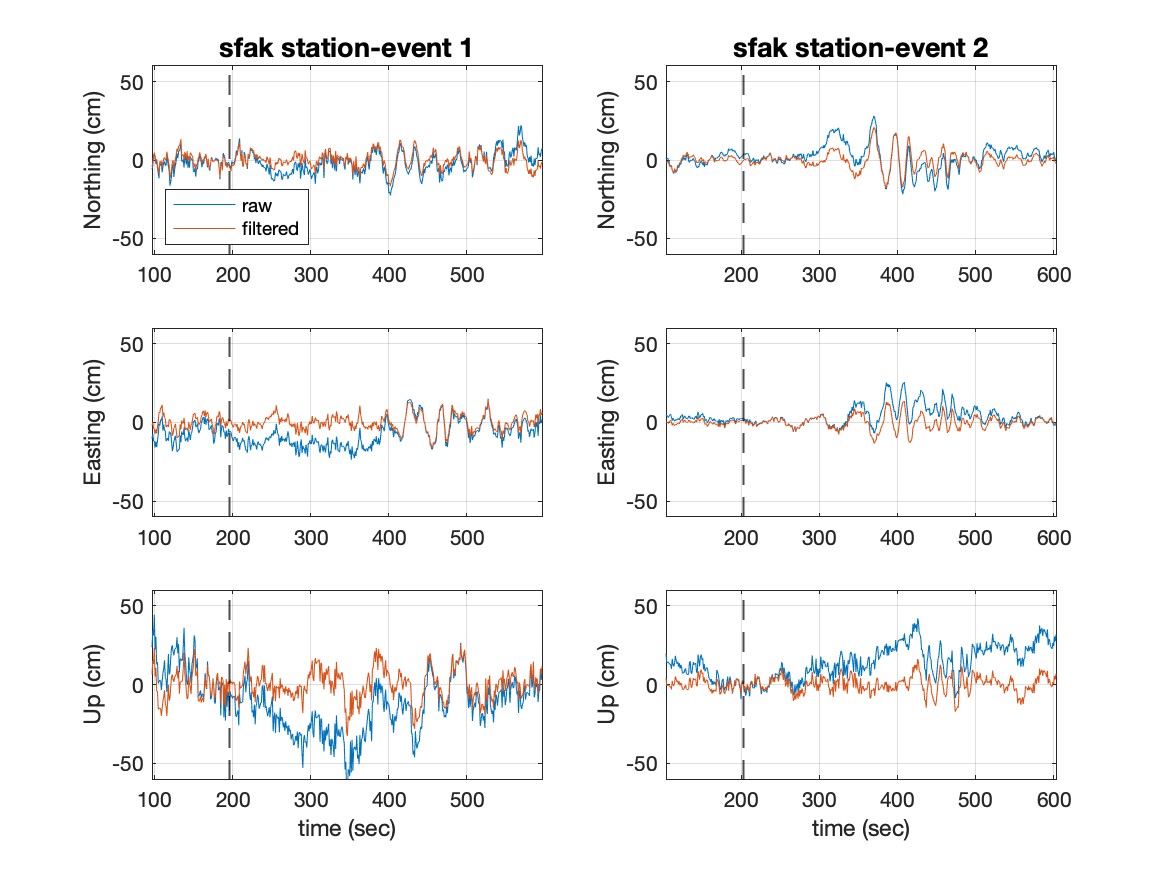 sfak station-event 1
50
0
-50
Northing (cm)
raw
filtered
100 200 300 400 500
sfak station-event 2
50
0
-50
Northing (cm)
200 300 400 500 600
50
0
-50
Easting (cm)
100 200 300 400 500
50
0
-50
Easting (cm)
200 300 400 500 600
50
0
-50
Up (cm)
100 200 300 400 500
time (sec)
50
0
-50
Up (cm)
200 300 400 500 600
time (sec)